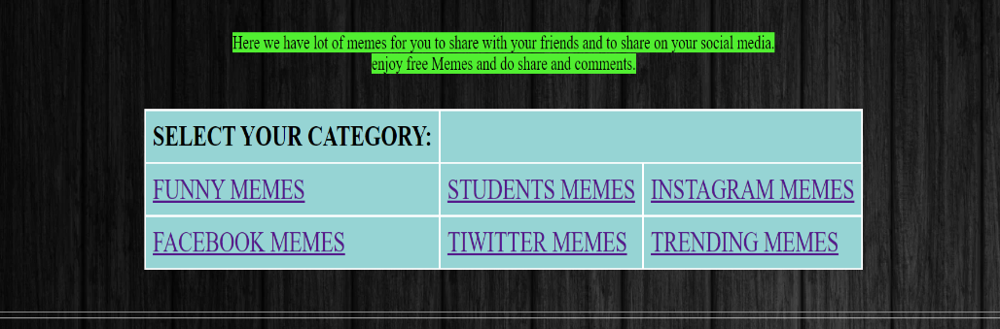 Here we have lot of memes for you to share with your friends and to share on your social media.
enjoy free Memes and do share and comments.
SELECT YOUR CATEGORY:
FUNNY MEMES STUDENTS MEMES INSTAGRAM MEMES
FACEBOOK MEMES TIWITTER MEMES TRENDING MEMES